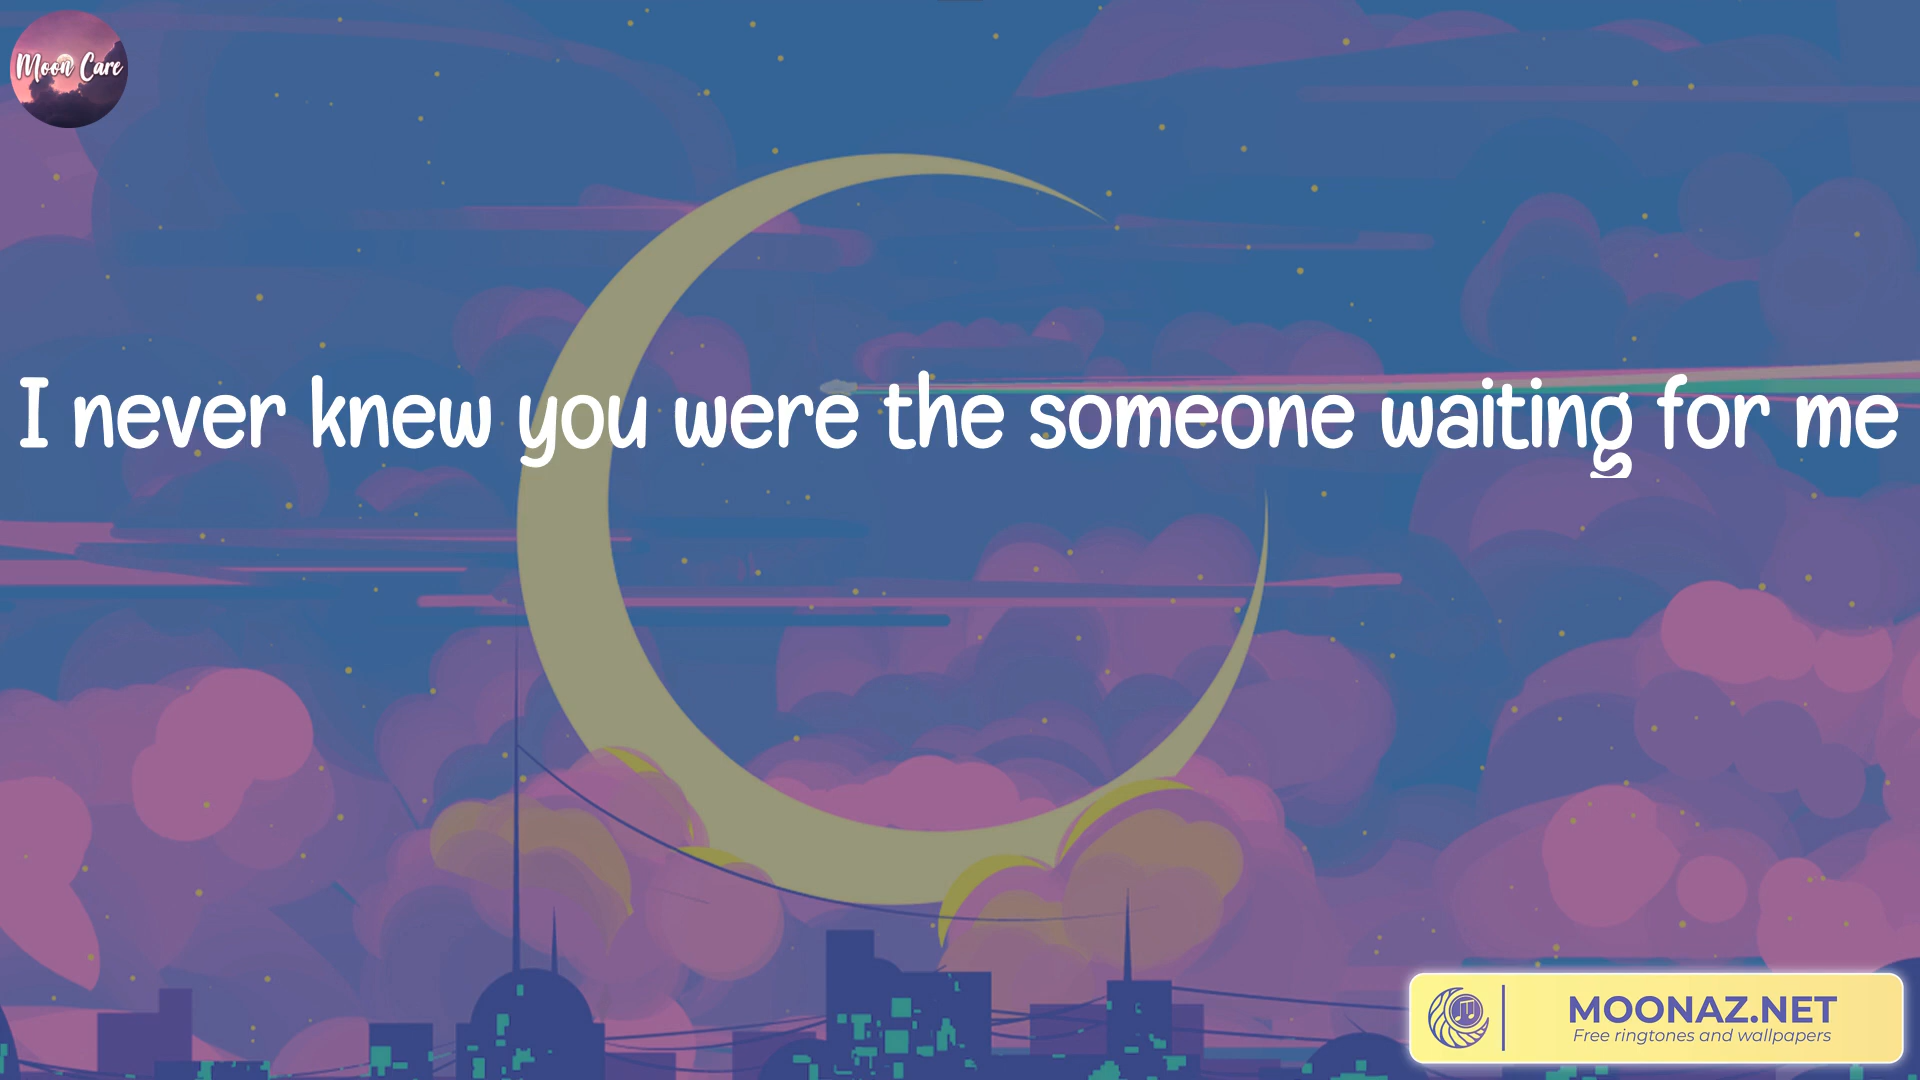 Moon Care
I never knew you were the someone waiting for me
MOONAZ.NET
Free ringtones and wallpapers